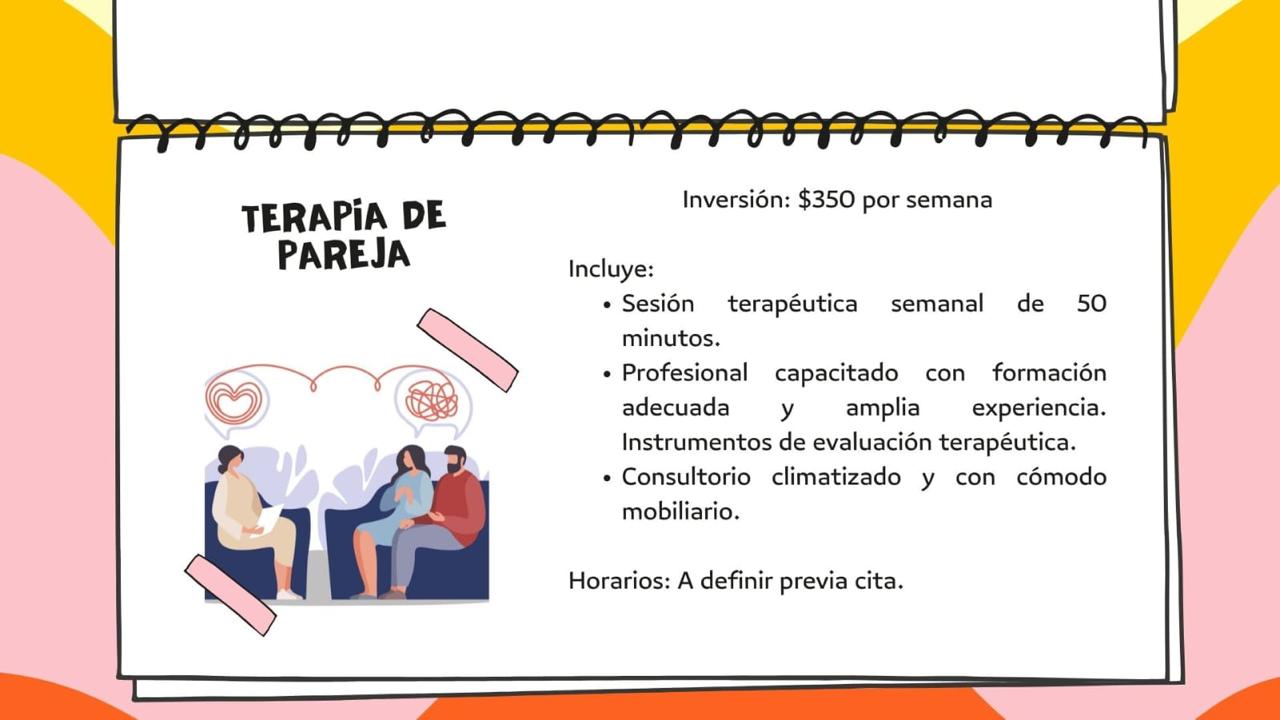 TERAPIA DE
PAREJA
Inversión: $350 por semana
Incluye:
• Sesión terapéutica semanal de 50
minutos.
• Profesional capacitado con formación
adecuada y amplia experiencia.
Instrumentos de evaluación terapéutica.
• Consultorio climatizado y con cómodo
mobiliario.
Horarios: A definir previa cita.